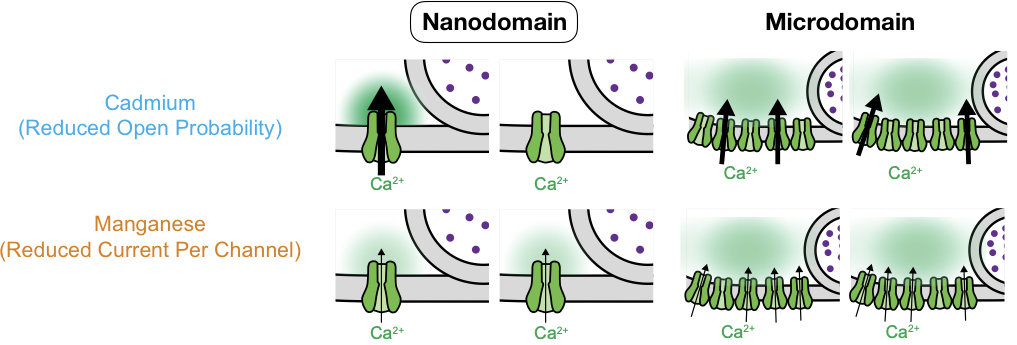 Nanodomain Microdomain
Cadmium
(Reduced Open Probability)
Ca²⁺ Ca²⁺ Ca²⁺ Ca²⁺
Manganese
(Reduced Current Per Channel)
Ca²⁺ Ca²⁺ Ca²⁺ Ca²⁺